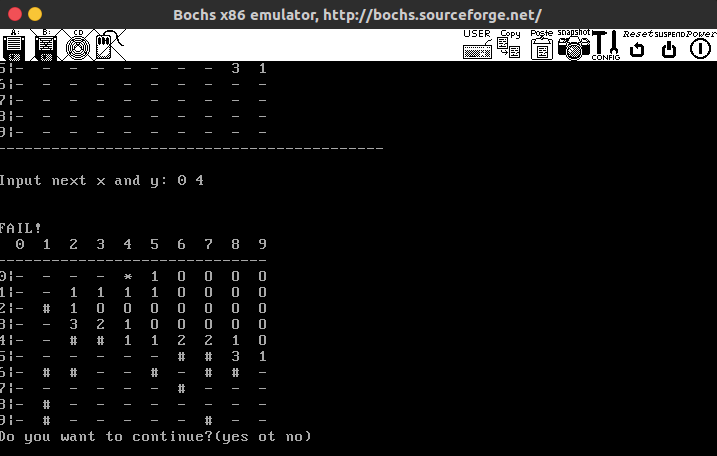 Bochs x86 emulator, http://bochs.sourceforge.net/
A: B: CD USER Copy Paste snapshot CONFIG Reset SUSPEND Power
5|- - - - - - - - 3 1
6|- - - - - - - - - -
7|- - - - - - - - - -
8|- - - - - - - - - -
9|- - - - - - - - - -
-------------------------------------------
Input next x and y: 0 4
FAIL!
0 1 2 3 4 5 6 7 8 9
------------------------------
0|- - - - * 1 0 0 0 0
1|- - 1 1 1 1 0 0 0 0
2|- # 1 0 0 0 0 0 0 0
3|- - 3 2 1 0 0 0 0 0
4|- - # # 1 1 2 2 1 0
5|- - - - - - # # 3 1
6|- # # - - # - # # -
7|- - - - - - # - - -
8|- # - - - - - - - -
9|- # - - - - - # - -
Do you want to continue?(yes ot no)